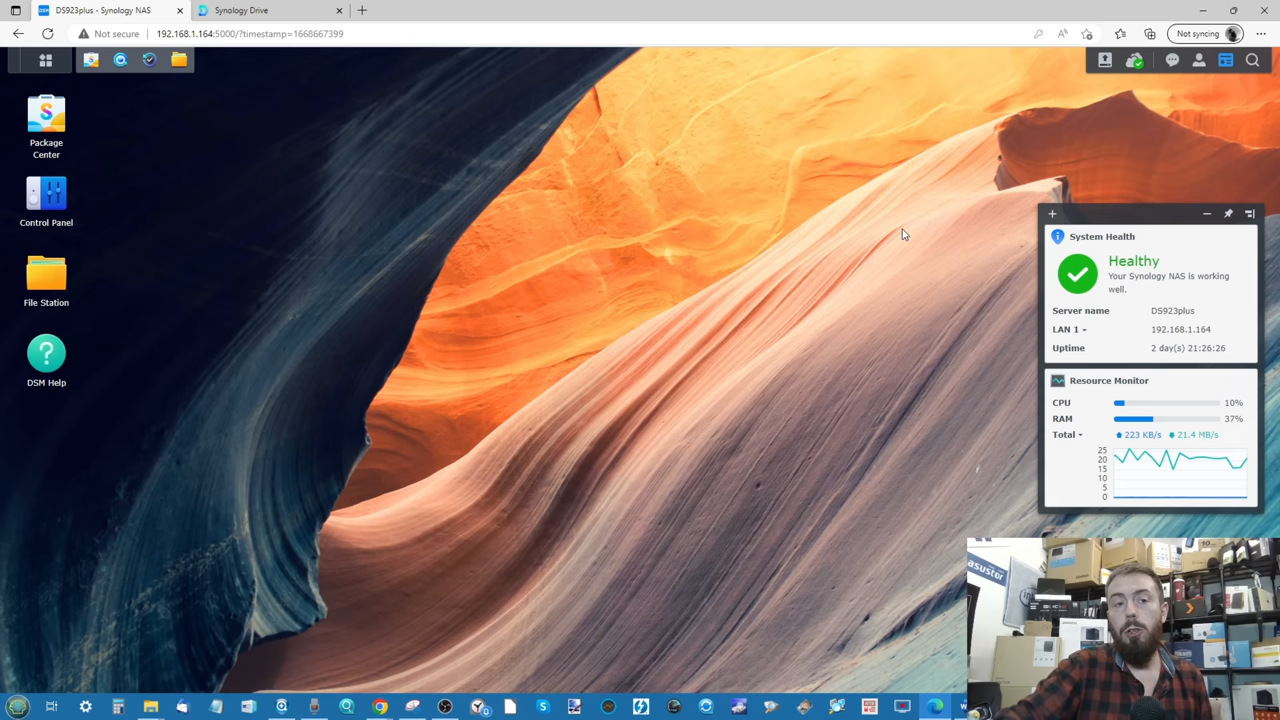 DS923plus - Synology NAS
Synology Drive
Not secure
192.168.1.164:5000/?timestamp=1668667399
Not syncing
Package
Center
Control Panel
File Station
DSM Help
System Health
Healthy
Your Synology NAS is working
well.
Server name DS923plus
LAN 1 192.168.1.164
Uptime 2 day(s) 21:26:26
Resource Monitor
CPU 10%
RAM 37%
Total 223 KB/s 21.4 MB/s
25
20
15
10
5
0
asustor